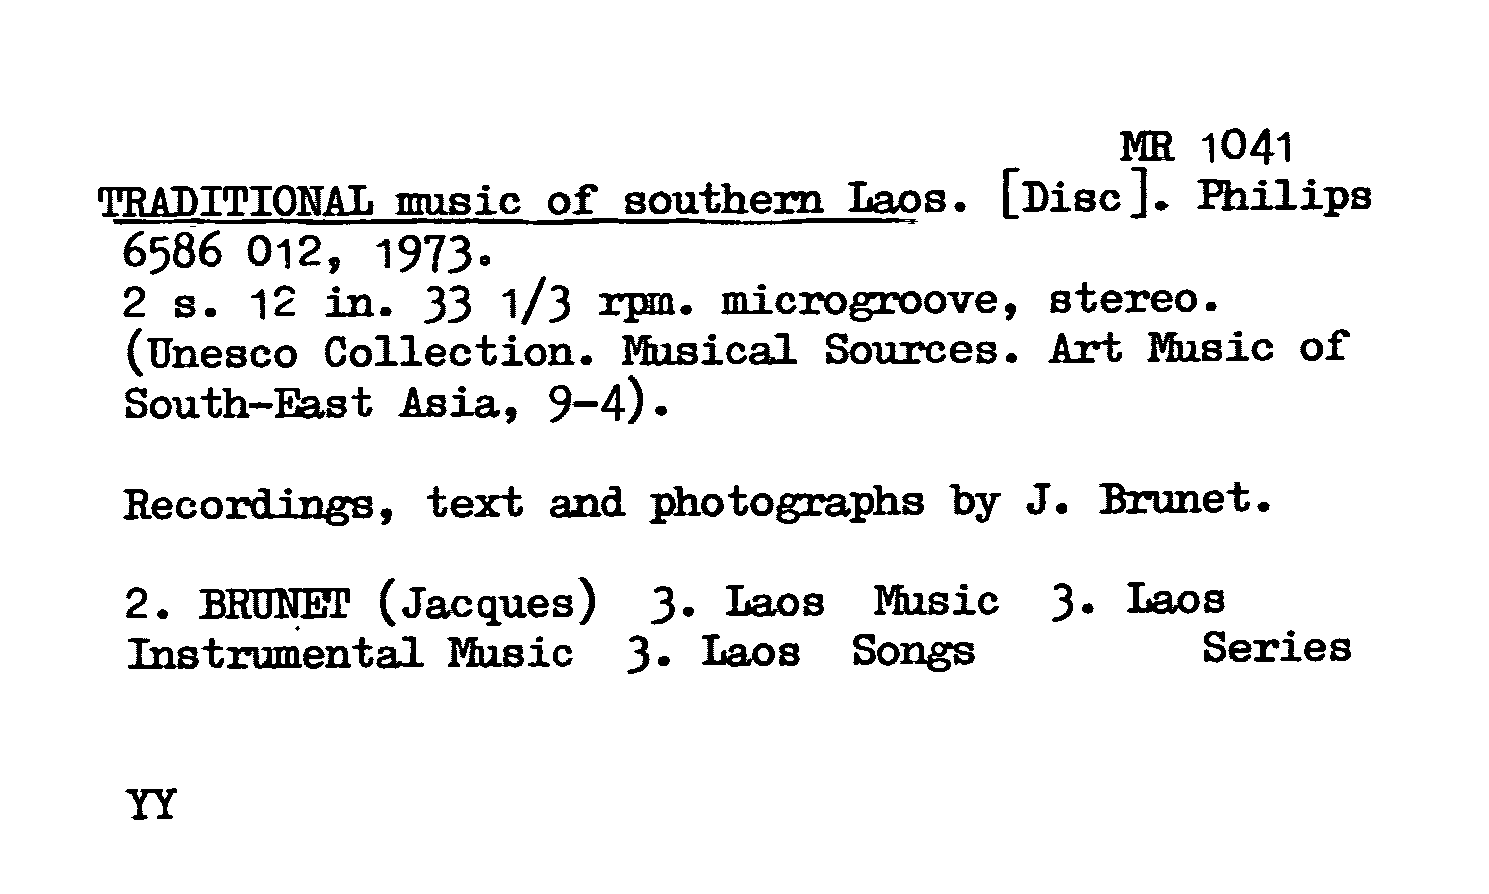 MR 1041
TRADITIONAL music of southern Laos. [Disc]. Philips
6586 012, 1973.
2 s. 12 in. 33 1/3 rpm. microgroove, stereo.
(Unesco Collection. Musical Sources. Art Music of
South-East Asia, 9-4).
Recordings, text and photographs by J. Brunet.
2. BRUNET (Jacques) 3. Laos Music 3. Laos
Instrumental Music 3. Laos Songs Series
YY